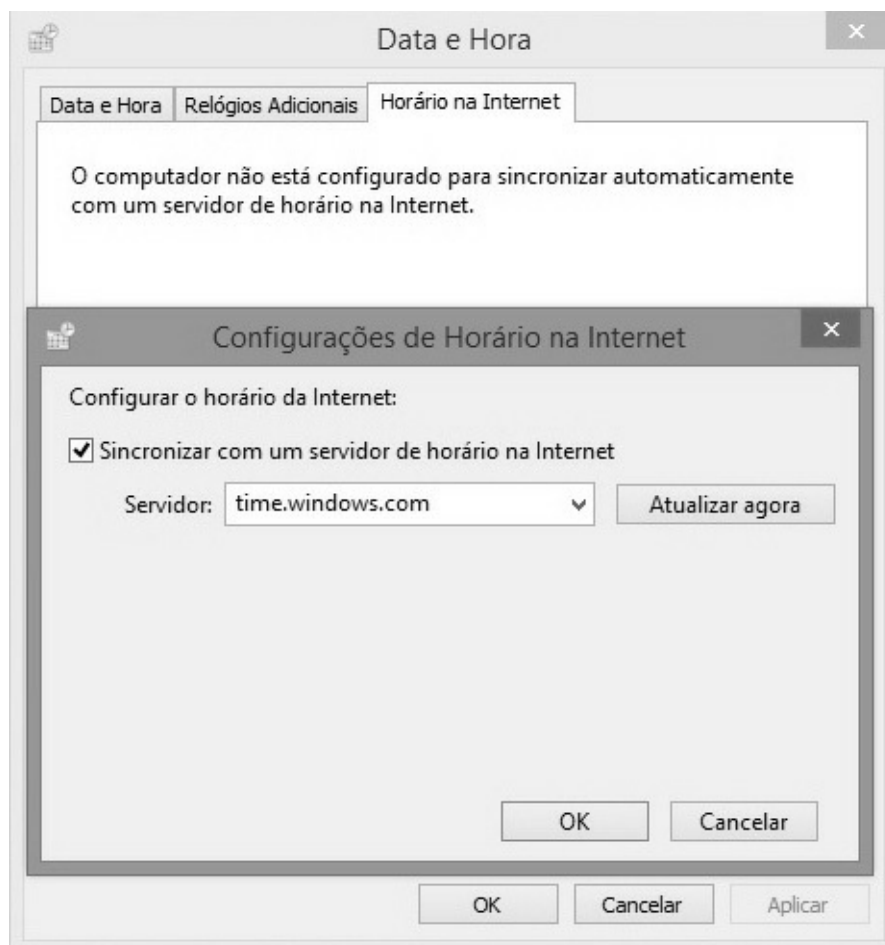 Data e Hora
Data e Hora
Relógios Adicionais
Horário na Internet
O computador não está configurado para sincronizar automaticamente
com um servidor de horário na Internet.
Configurações de Horário na Internet
Configurar o horário da Internet:
Sincronizar com um servidor de horário na Internet
Servidor: time.windows.com Atualizar agora
OK Cancelar
OK Cancelar Aplicar